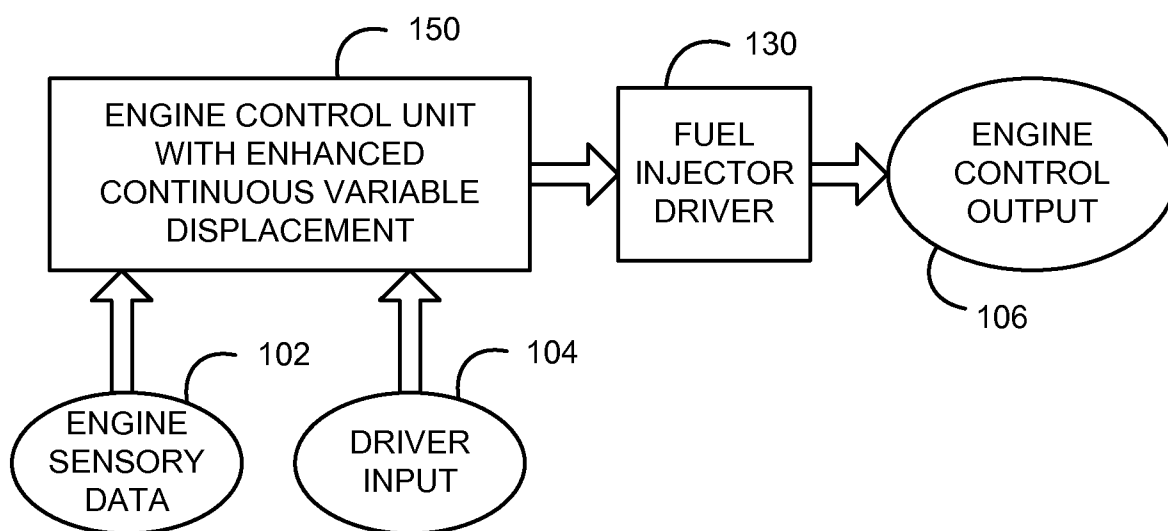 150
130
ENGINE CONTROL UNIT
WITH ENHANCED
CONTINUOUS VARIABLE
DISPLACEMENT
FUEL
INJECTOR
DRIVER
ENGINE
CONTROL
OUTPUT
106
102
104
ENGINE
SENSORY
DATA
DRIVER
INPUT